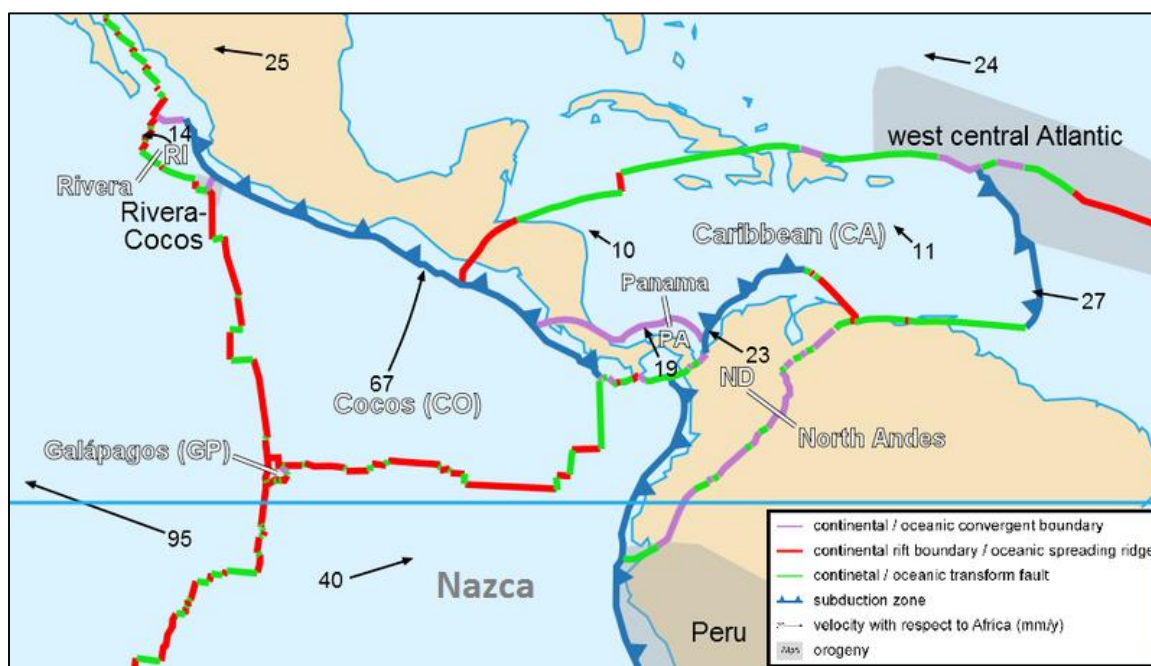 25
24
west central Atlantic
14
RI
Rivera
Rivera-
Cocos
10
Caribbean (CA)
11
Panama
27
PA
23
19
67
ND
Cocos (CO)
North Andes
Galápagos (GP)
95
40
Nazca
Peru
continental / oceanic convergent boundary
continental rift boundary / oceanic spreading ridge
continetal / oceanic transform fault
subduction zone
velocity with respect to Africa (mm/y)
Alps
orogeny